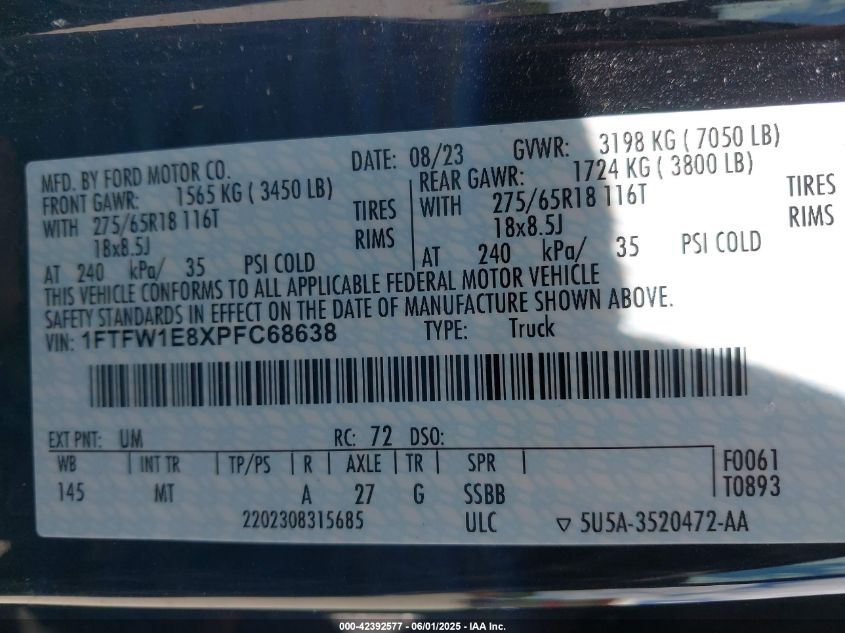 MFD. BY FORD MOTOR CO. DATE: 08/23 GVWR: 3198 KG ( 7050 LB)
FRONT GAWR: 1565 KG ( 3450 LB) REAR GAWR: 1724 KG ( 3800 LB)
WITH 275/65R18 116T TIRES WITH 275/65R18 116T TIRES
18x8.5J RIMS 18x8.5J RIMS
AT 240 kPa/ 35 PSI COLD AT 240 kPa/ 35 PSI COLD
THIS VEHICLE CONFORMS TO ALL APPLICABLE FEDERAL MOTOR VEHICLE
SAFETY STANDARDS IN EFFECT ON THE DATE OF MANUFACTURE SHOWN ABOVE.
VIN: 1FTFW1E8XPFC68638 TYPE: Truck
EXT PNT: UM RC: 72 DSO:
WB INT TR TP/PS R AXLE TR SPR F0061
145 MT A 27 G SSBB T0893
2202308315685 ULC ▽ 5U5A-3520472-AA
000-42392577 - 06/01/2025 - IAA Inc.